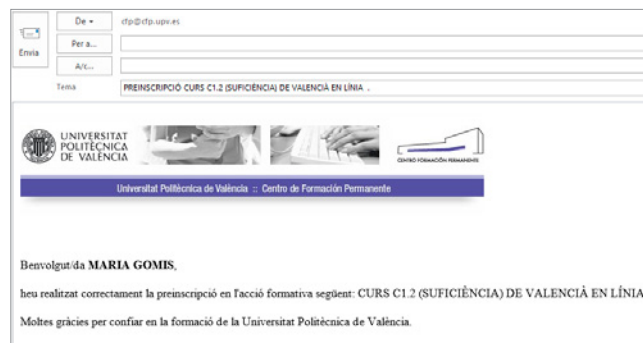 De
cfp@cfp.upv.es
Envia
Per a...
A/c...
Tema
PREINSCRIPCIÓ CURS C1.2 (SUFICIÈNCIA) DE VALENCIÀ EN LÍNIA .
UNIVERSITAT
POLITÈCNICA
DE VALÈNCIA
CENTRO FORMACIÓN PERMANENTE
Universitat Politècnica de València :: Centro de Formación Permanente
Benvolgut/da MARIA GOMIS,
heu realitzat correctament la preinscripció en l'acció formativa següent: CURS C1.2 (SUFICIÈNCIA) DE VALENCIÀ EN LÍNIA
Moltes gràcies per confiar en la formació de la Universitat Politècnica de València.